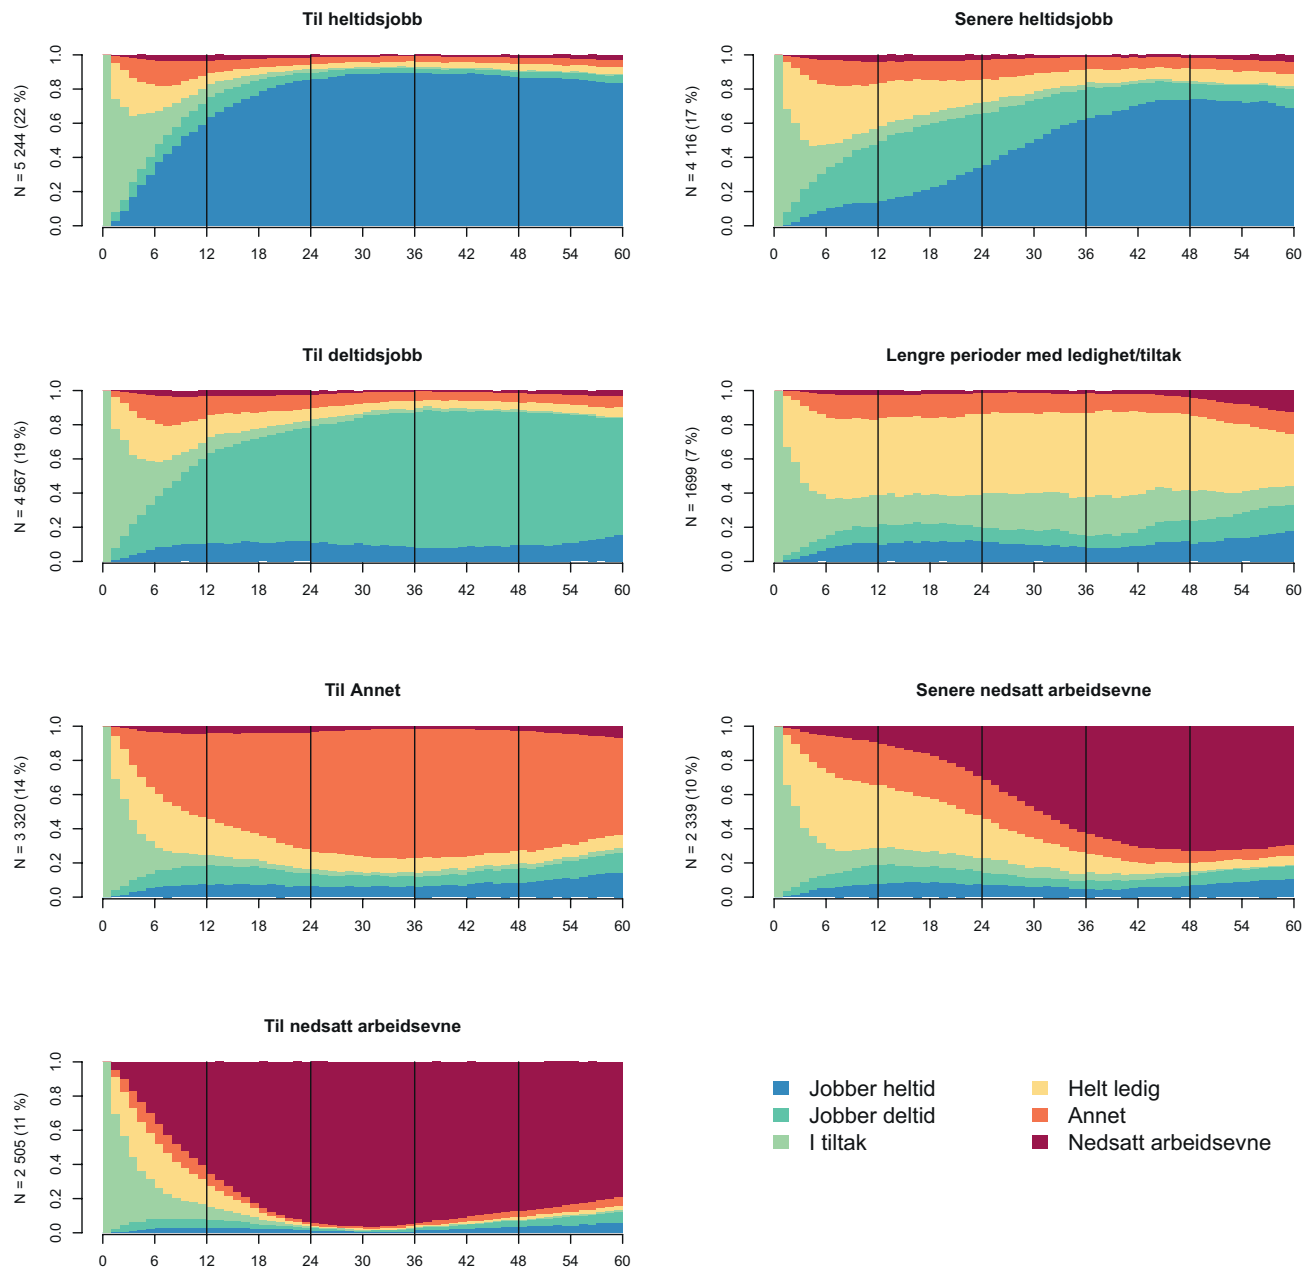 Til heltidsjobb
N = 5 244 (22 %)
0.0 0.2 0.4 0.6 0.8 1.0
0 6 12 18 24 30 36 42 48 54 60
Senere heltidsjobb
N = 4 116 (17 %)
0.0 0.2 0.4 0.6 0.8 1.0
0 6 12 18 24 30 36 42 48 54 60
Til deltidsjobb
N = 4 567 (19 %)
0.0 0.2 0.4 0.6 0.8 1.0
0 6 12 18 24 30 36 42 48 54 60
Lengre perioder med ledighet/tiltak
N = 1699 (7 %)
0.0 0.2 0.4 0.6 0.8 1.0
0 6 12 18 24 30 36 42 48 54 60
Til Annet
N = 3 320 (14 %)
0.0 0.2 0.4 0.6 0.8 1.0
0 6 12 18 24 30 36 42 48 54 60
Senere nedsatt arbeidsevne
N = 2 339 (10 %)
0.0 0.2 0.4 0.6 0.8 1.0
0 6 12 18 24 30 36 42 48 54 60
Til nedsatt arbeidsevne
N = 2 505 (11 %)
0.0 0.2 0.4 0.6 0.8 1.0
0 6 12 18 24 30 36 42 48 54 60
Jobber heltid
Jobber deltid
I tiltak
Helt ledig
Annet
Nedsatt arbeidsevne